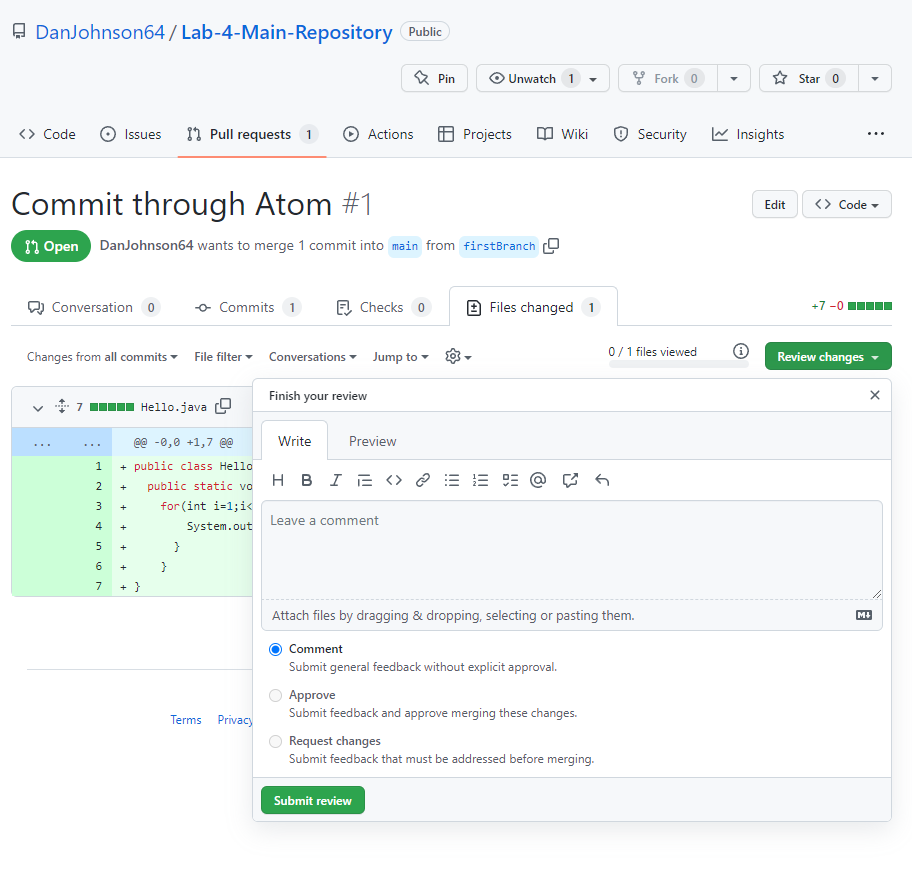 DanJohnson64 / Lab-4-Main-Repository Public
Pin Unwatch 1 Fork 0 Star 0
Code Issues Pull requests 1 Actions Projects Wiki Security Insights ...
Commit through Atom #1 Edit Code
Open DanJohnson64 wants to merge 1 commit into main from firstBranch
Conversation 0 Commits 1 Checks 0 Files changed 1 +7 −0
Changes from all commits File filter Conversations Jump to 0 / 1 files viewed Review changes
7 Hello.java
... ... @@ -0,0 +1,7 @@
1 + public class Hello
2 + public static vo
3 + for(int i=1;i<
4 + System.out
5 + }
6 + }
7 + }
Finish your review
Write Preview
Leave a comment
Attach files by dragging & dropping, selecting or pasting them.
Comment
Submit general feedback without explicit approval.
Approve
Submit feedback and approve merging these changes.
Request changes
Submit feedback that must be addressed before merging.
Submit review
Terms Privacy